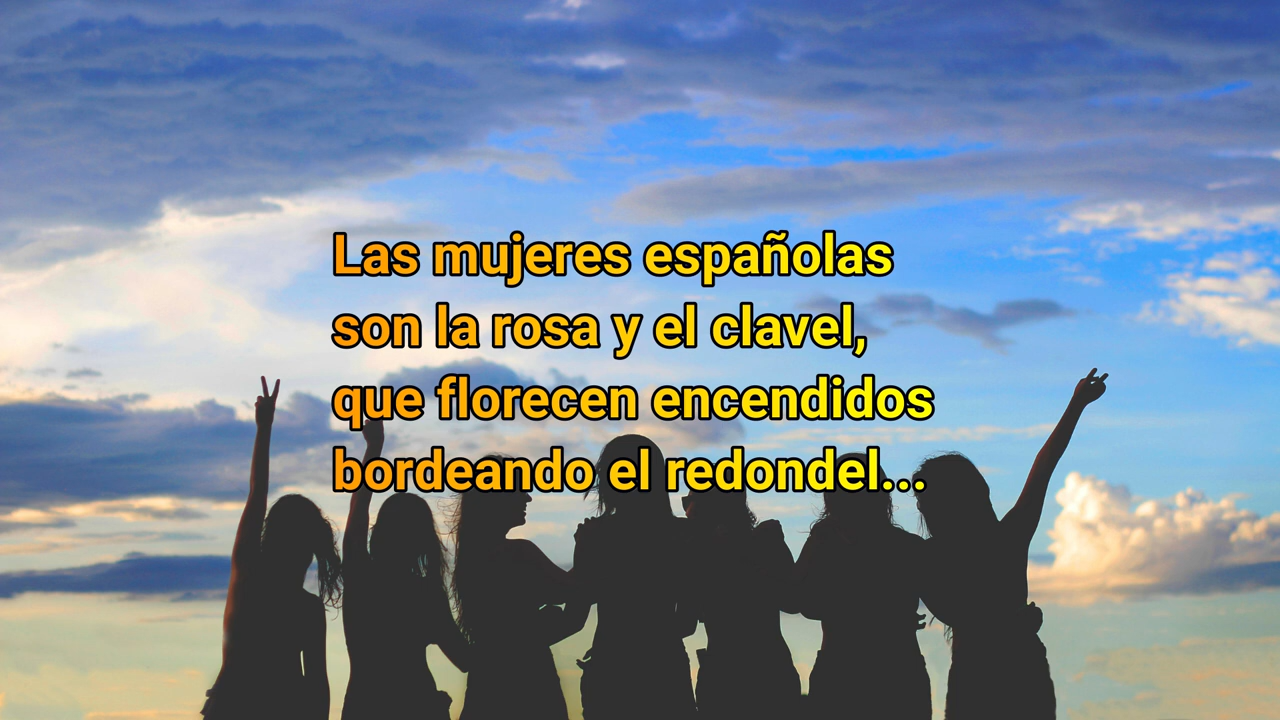 Las mujeres españolas
son la rosa y el clavel,
que florecen encendidos
bordeando el redondel...